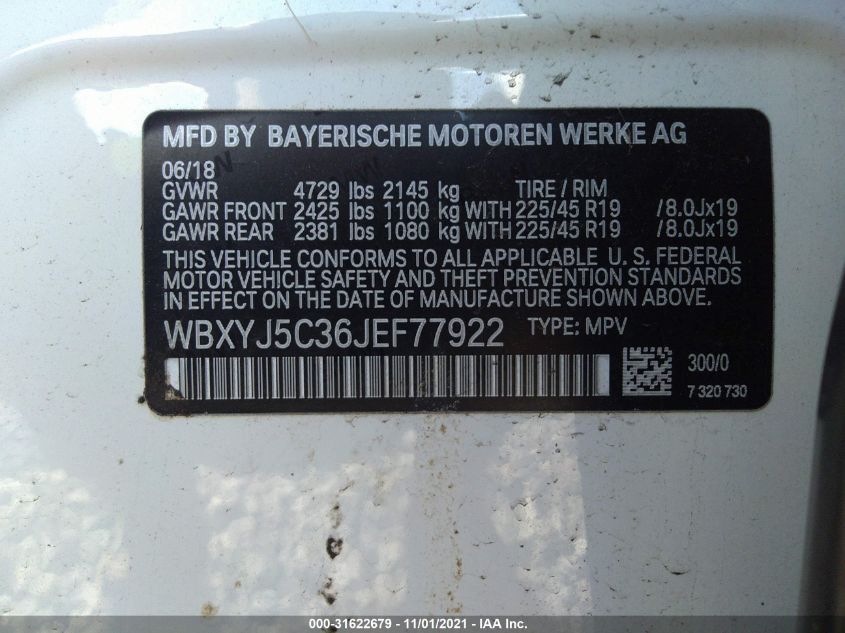 MFD BY BAYERISCHE MOTOREN WERKE AG
06/18
GVWR 4729 lbs 2145 kg TIRE / RIM
GAWR FRONT 2425 lbs 1100 kg WITH 225/45 R19 /8.0Jx19
GAWR REAR 2381 lbs 1080 kg WITH 225/45 R19 /8.0Jx19
THIS VEHICLE CONFORMS TO ALL APPLICABLE U. S. FEDERAL
MOTOR VEHICLE SAFETY AND THEFT PREVENTION STANDARDS
IN EFFECT ON THE DATE OF MANUFACTURE SHOWN ABOVE.
WBXYJ5C36JEF77922 TYPE: MPV
300/0
7 320 730
000-31622679 - 11/01/2021 - IAA Inc.